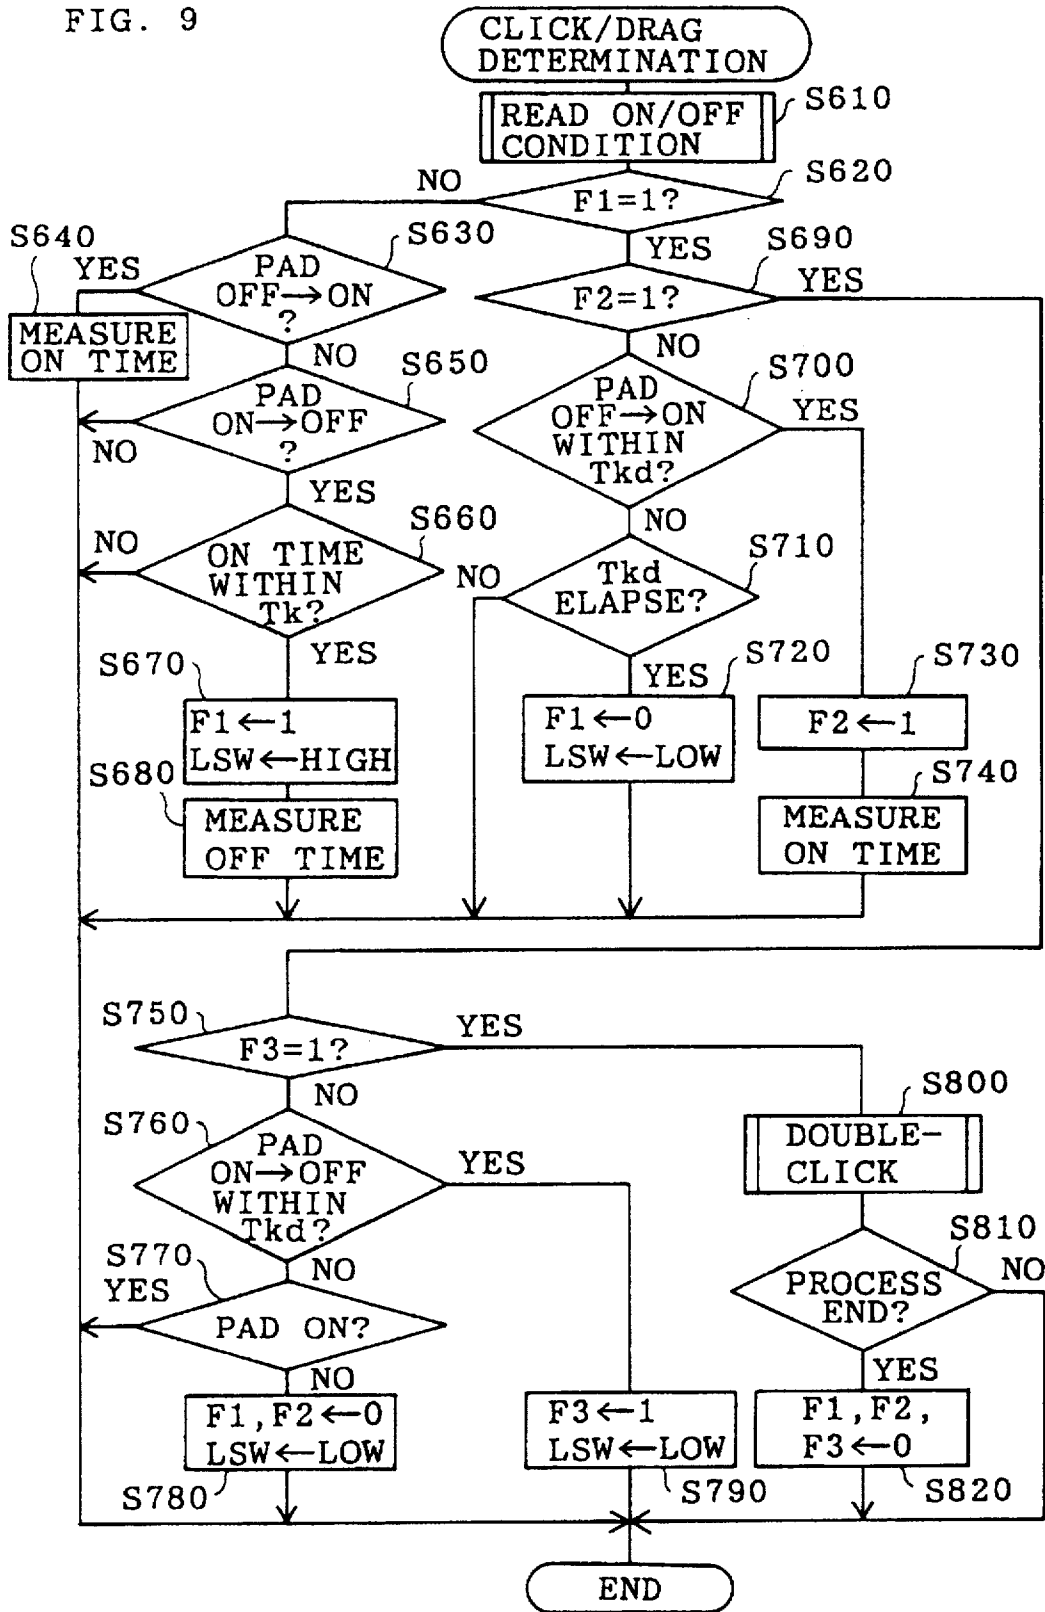 FIG. 9
CLICK/DRAG
DETERMINATION
READ ON/OFF
CONDITION
S610
F1=1?
S620
NO
YES
PAD
OFF→ON
?
S630
S640
YES
NO
MEASURE
ON TIME
PAD
ON→OFF
?
S650
NO
YES
ON TIME
WITHIN
Tk?
S660
NO
YES
S670
F1←1
LSW←HIGH
S680
MEASURE
OFF TIME
F2=1?
S690
YES
NO
PAD
OFF→ON
WITHIN
Tkd?
S700
YES
NO
Tkd
ELAPSE?
S710
NO
YES
S720
F1←0
LSW←LOW
S730
F2←1
S740
MEASURE
ON TIME
S750
F3=1?
YES
NO
S760
PAD
ON→OFF
WITHIN
Tkd?
YES
NO
S770
YES
PAD ON?
NO
F1,F2←0
LSW←LOW
S780
F3←1
LSW←LOW
S790
S800
DOUBLE-
CLICK
S810
PROCESS
END?
NO
YES
F1,F2,
F3←0
S820
END